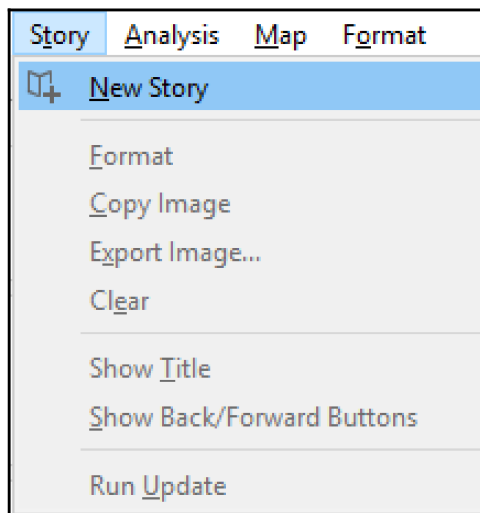 Story Analysis Map Format
New Story
Format
Copy Image
Export Image...
Clear
Show Title
Show Back/Forward Buttons
Run Update